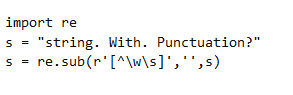 import re
s = "string. With. Punctuation?"
s = re.sub(r'[^\w\s]','',s)